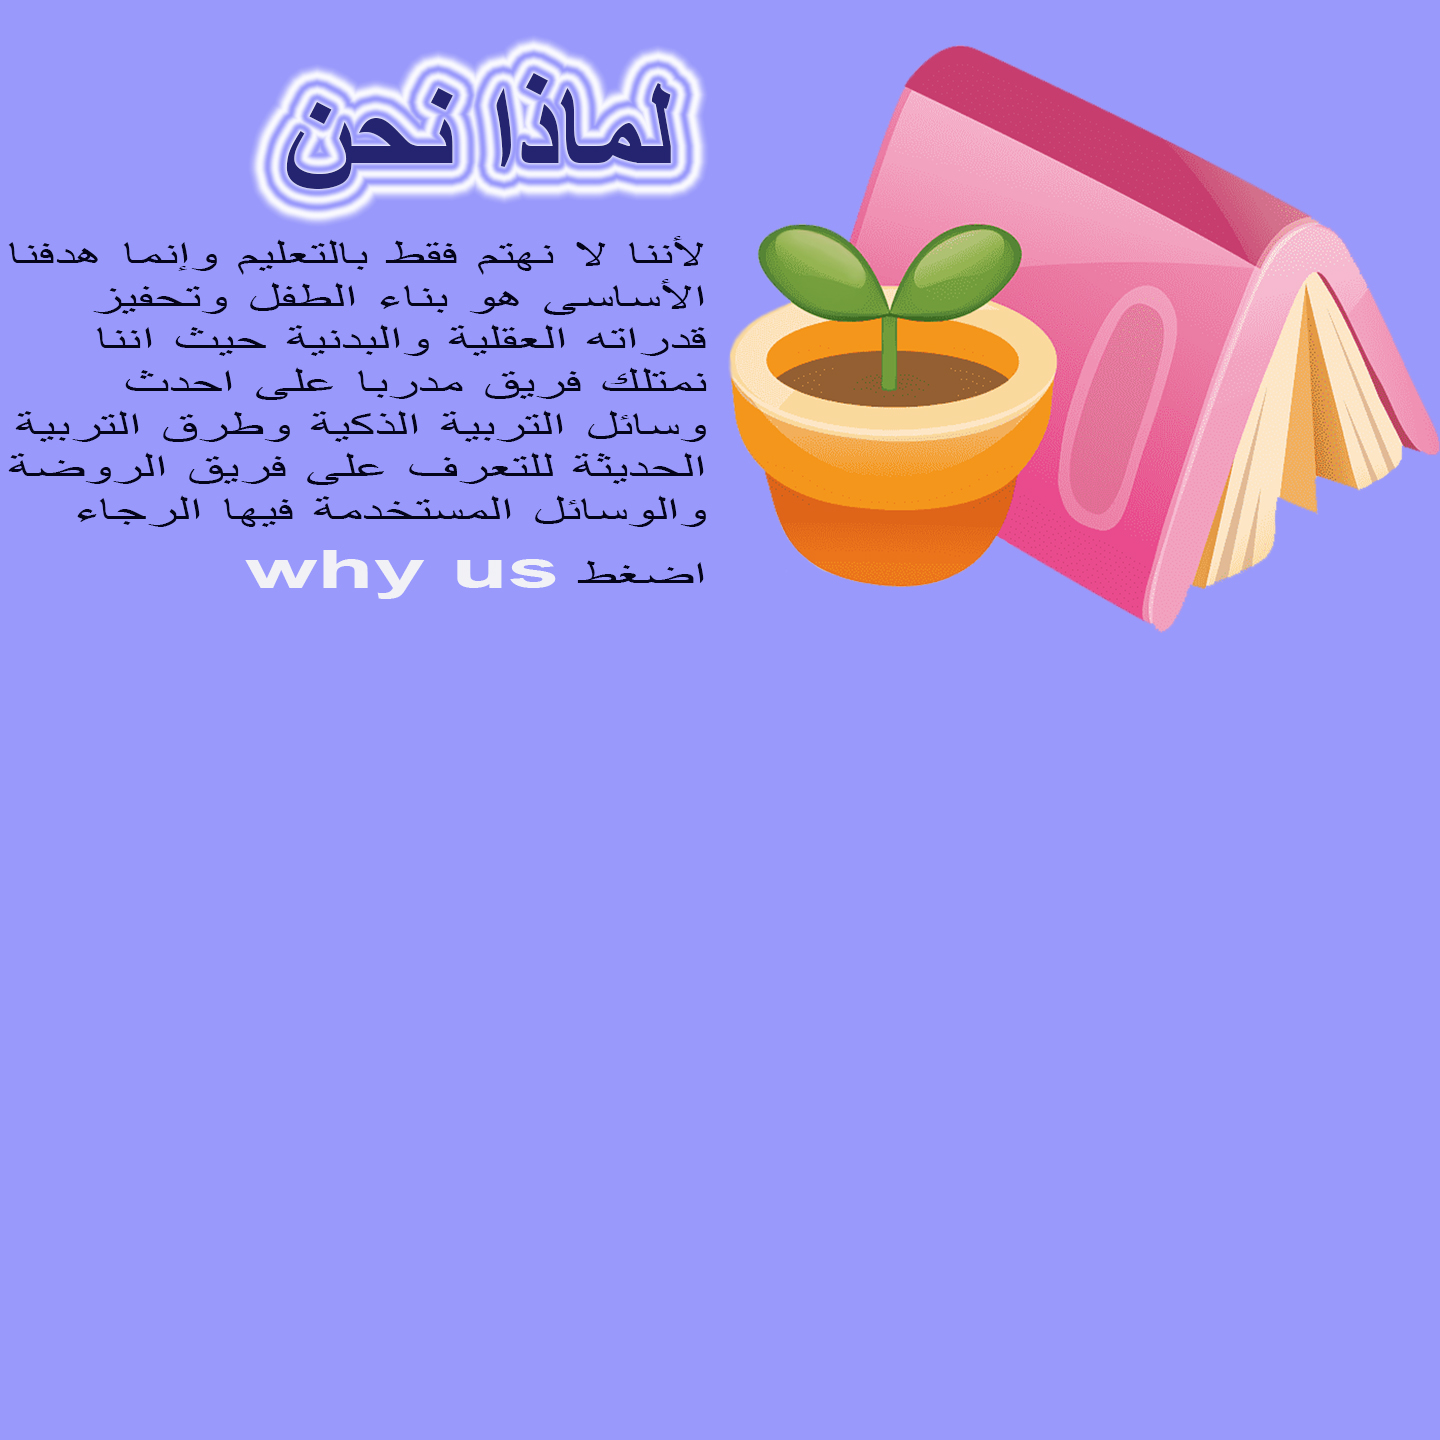 لماذا نحن
لأننا لا نهتم فقط بالتعليم وإنما هدفنا
الأساسى هو بناء الطفل وتحفيز
قدراته العقلية والبدنية حيث اننا
نمتلك فريق مدربا على احدث
وسائل التربية الذكية وطرق التربية
الحديثة للتعرف على فريق الروضة
والوسائل المستخدمة فيها الرجاء
اضغط why us